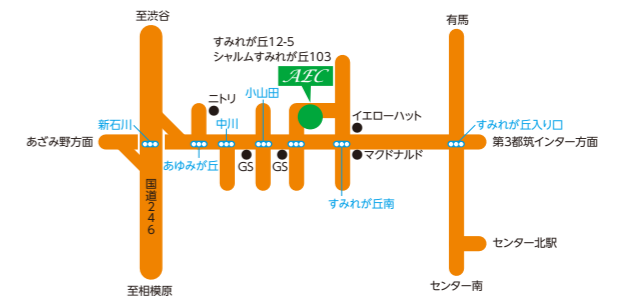 至渋谷
有馬
すみれが丘12-5
シャルムすみれが丘103
AEC
ニトリ
小山田
新石川
中川
イエローハット
すみれが丘入り口
あざみ野方面
第3都筑インター方面
あゆみが丘
GS
GS
マクドナルド
国道246
すみれが丘南
センター北駅
至相模原
センター南